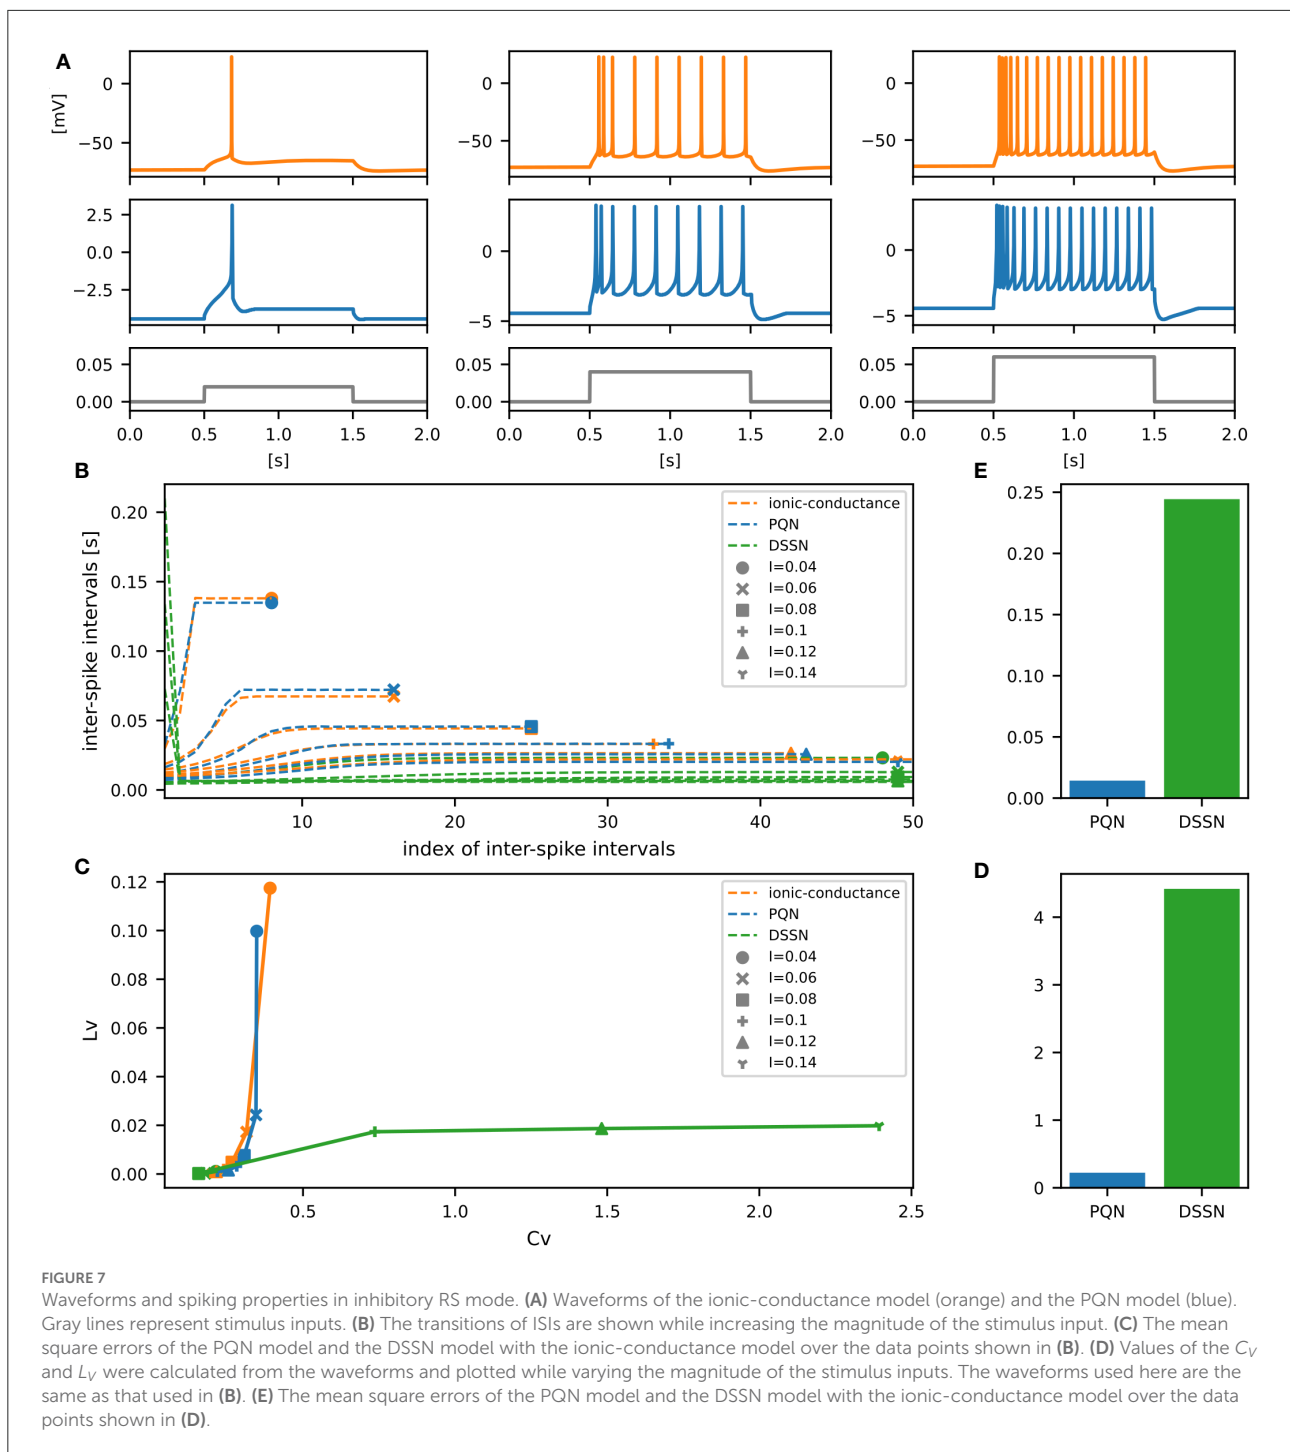 A
[mV]
0
−50
0
−50
0
−50
2.5
0.0
−2.5
0
−5
0
−5
0.05
0.00
0.05
0.00
0.05
0.00
0.0 0.5 1.0 1.5 2.0
0.0 0.5 1.0 1.5 2.0
0.0 0.5 1.0 1.5 2.0
[s]
[s]
[s]
B
inter-spike intervals [s]
0.20
0.15
0.10
0.05
0.00
10 20 30 40 50
index of inter-spike intervals
ionic-conductance
PQN
DSSN
I=0.04
I=0.06
I=0.08
I=0.1
I=0.12
I=0.14
E
0.25
0.20
0.15
0.10
0.05
0.00
PQN DSSN
C
Lv
0.12
0.10
0.08
0.06
0.04
0.02
0.00
0.5 1.0 1.5 2.0 2.5
Cv
ionic-conductance
PQN
DSSN
I=0.04
I=0.06
I=0.08
I=0.1
I=0.12
I=0.14
D
4
3
2
1
0
PQN DSSN
FIGURE 7
Waveforms and spiking properties in inhibitory RS mode. (A) Waveforms of the ionic-conductance model (orange) and the PQN model (blue).
Gray lines represent stimulus inputs. (B) The transitions of ISIs are shown while increasing the magnitude of the stimulus input. (C) The mean
square errors of the PQN model and the DSSN model with the ionic-conductance model over the data points shown in (B). (D) Values of the CV
and LV were calculated from the waveforms and plotted while varying the magnitude of the stimulus inputs. The waveforms used here are the
same as that used in (B). (E) The mean square errors of the PQN model and the DSSN model with the ionic-conductance model over the data
points shown in (D).